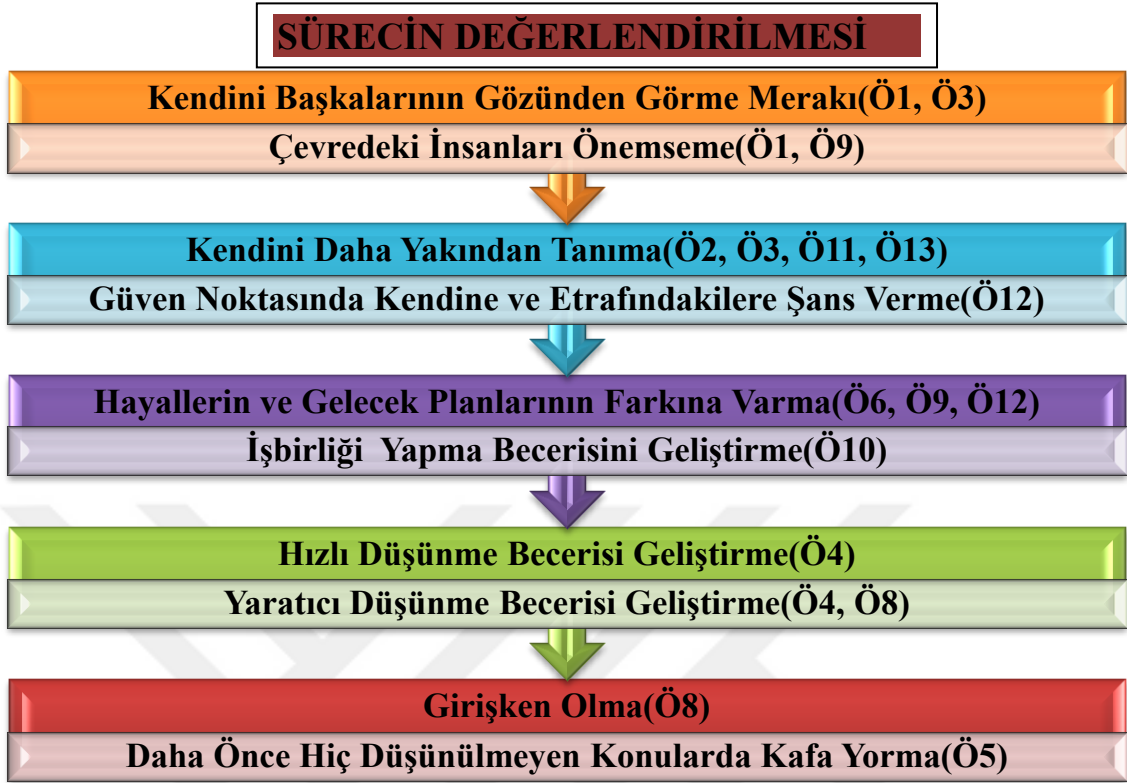 SÜRECİN DEĞERLENDİRİLMESİ
Kendini Başkalarının Gözünden Görme Merakı(Ö1, Ö3)
Çevredeki İnsanları Önemseme(Ö1, Ö9)
Kendini Daha Yakından Tanıma(Ö2, Ö3, Ö11, Ö13)
Güven Noktasında Kendine ve Etrafındakilere Şans Verme(Ö12)
Hayallerin ve Gelecek Planlarının Farkına Varma(Ö6, Ö9, Ö12)
İşbirliği  Yapma Becerisini Geliştirme(Ö10)
Hızlı Düşünme Becerisi Geliştirme(Ö4)
Yaratıcı Düşünme Becerisi Geliştirme(Ö4, Ö8)
Girişken Olma(Ö8)
Daha Önce Hiç Düşünülmeyen Konularda Kafa Yorma(Ö5)